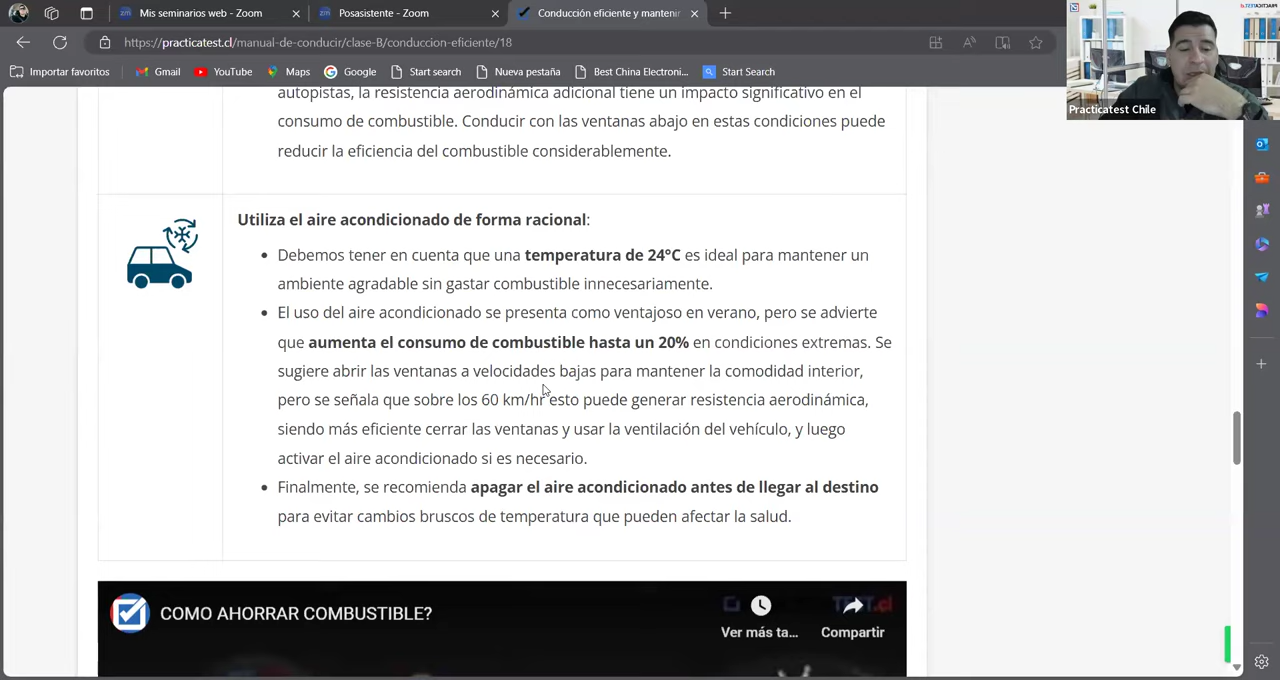 Mis seminarios web - Zoom
Posasistente - Zoom
Conducción eficiente y mantenir
https://practicatest.cl/manual-de-conducir/clase-B/conduccion-eficiente/18
Importar favoritos
Gmail
YouTube
Maps
Google
Start search
Nueva pestaña
Best China Electroni...
Start Search
Practicatest Chile
autopistas, la resistencia aerodinámica adicional tiene un impacto significativo en el
consumo de combustible. Conducir con las ventanas abajo en estas condiciones puede
reducir la eficiencia del combustible considerablemente.
Utiliza el aire acondicionado de forma racional:
• Debemos tener en cuenta que una temperatura de 24°C es ideal para mantener un
ambiente agradable sin gastar combustible innecesariamente.
• El uso del aire acondicionado se presenta como ventajoso en verano, pero se advierte
que aumenta el consumo de combustible hasta un 20% en condiciones extremas. Se
sugiere abrir las ventanas a velocidades bajas para mantener la comodidad interior,
pero se señala que sobre los 60 km/hr esto puede generar resistencia aerodinámica,
siendo más eficiente cerrar las ventanas y usar la ventilación del vehículo, y luego
activar el aire acondicionado si es necesario.
• Finalmente, se recomienda apagar el aire acondicionado antes de llegar al destino
para evitar cambios bruscos de temperatura que pueden afectar la salud.
COMO AHORRAR COMBUSTIBLE?
Ver más ta...
Compartir